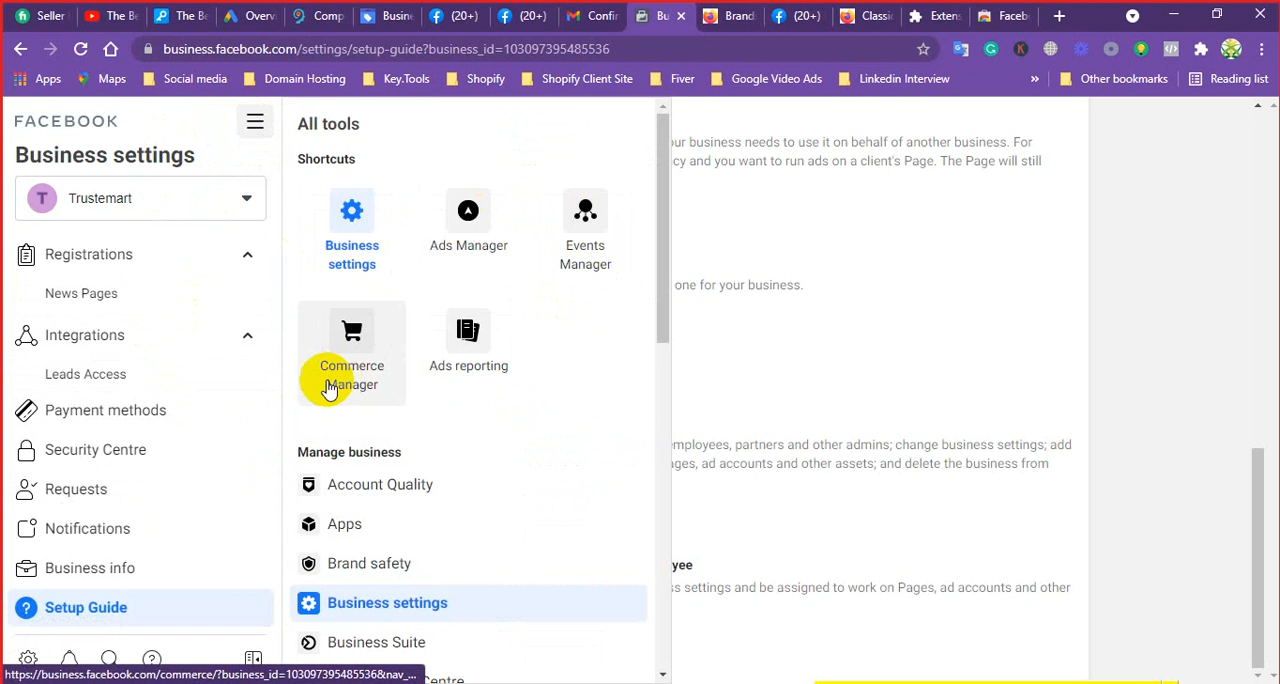 Seller
The Be
The Be
Overvi
Comp
Busine
(20+)
(20+)
Confir
Bu
Brand
(20+)
Classi
Extens
Faceb
business.facebook.com/settings/setup-guide?business_id=103097395485536
Apps
Maps
Social media
Domain Hosting
Key.Tools
Shopify
Shopify Client Site
Fiver
Google Video Ads
Linkedin Interview
»
Other bookmarks
Reading list
FACEBOOK
Business settings
T Trustemart
Registrations
News Pages
Integrations
Leads Access
Payment methods
Security Centre
Requests
Notifications
Business info
Setup Guide
All tools
Shortcuts
Business
settings
Ads Manager
Events
Manager
Commerce
Manager
Ads reporting
Manage business
Account Quality
Apps
Brand safety
Business settings
Business Suite
Centre
ur business needs to use it on behalf of another business. For
cy and you want to run ads on a client's Page. The Page will still
one for your business.
employees, partners and other admins; change business settings; add
ages, ad accounts and other assets; and delete the business from
yee
ss settings and be assigned to work on Pages, ad accounts and other
https://business.facebook.com/commerce/?business_id=103097395485536&nav_...